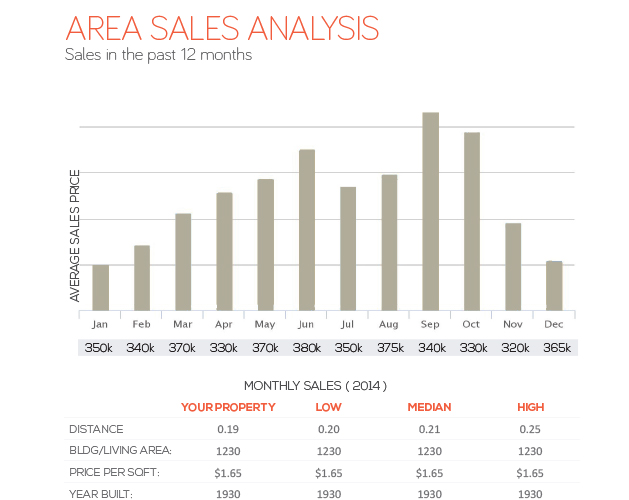 AREA SALES ANALYSIS
Sales in the past 12 months
AVERAGE SALES PRICE
Jan Feb Mar Apr May Jun Jul Aug Sep Oct Nov Dec
350k 340k 370k 330k 370k 380k 350k 375k 340k 330k 320k 365k
MONTHLY SALES ( 2014 )
YOUR PROPERTY LOW MEDIAN HIGH
DISTANCE 0.19 0.20 0.21 0.25
BLDG/LIVING AREA: 1230 1230 1230 1230
PRICE PER SQFT: $1.65 $1.65 $1.65 $1.65
YEAR BUILT: 1930 1930 1930 1930